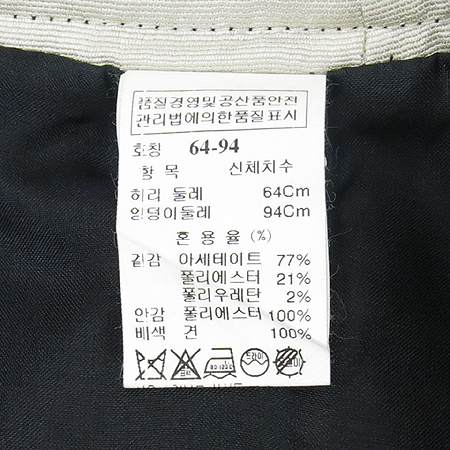 품질경영및공산품안전
관리법에의한품질표시
호칭 64-94
항 목 신체치수
허리 둘레 64Cm
엉덩이둘레 94Cm
혼 용 율 (%)
겉감 아세테이트 77%
폴리에스터 21%
폴리우레탄 2%
안감 폴리에스터 100%
배색 견 100%
드라이